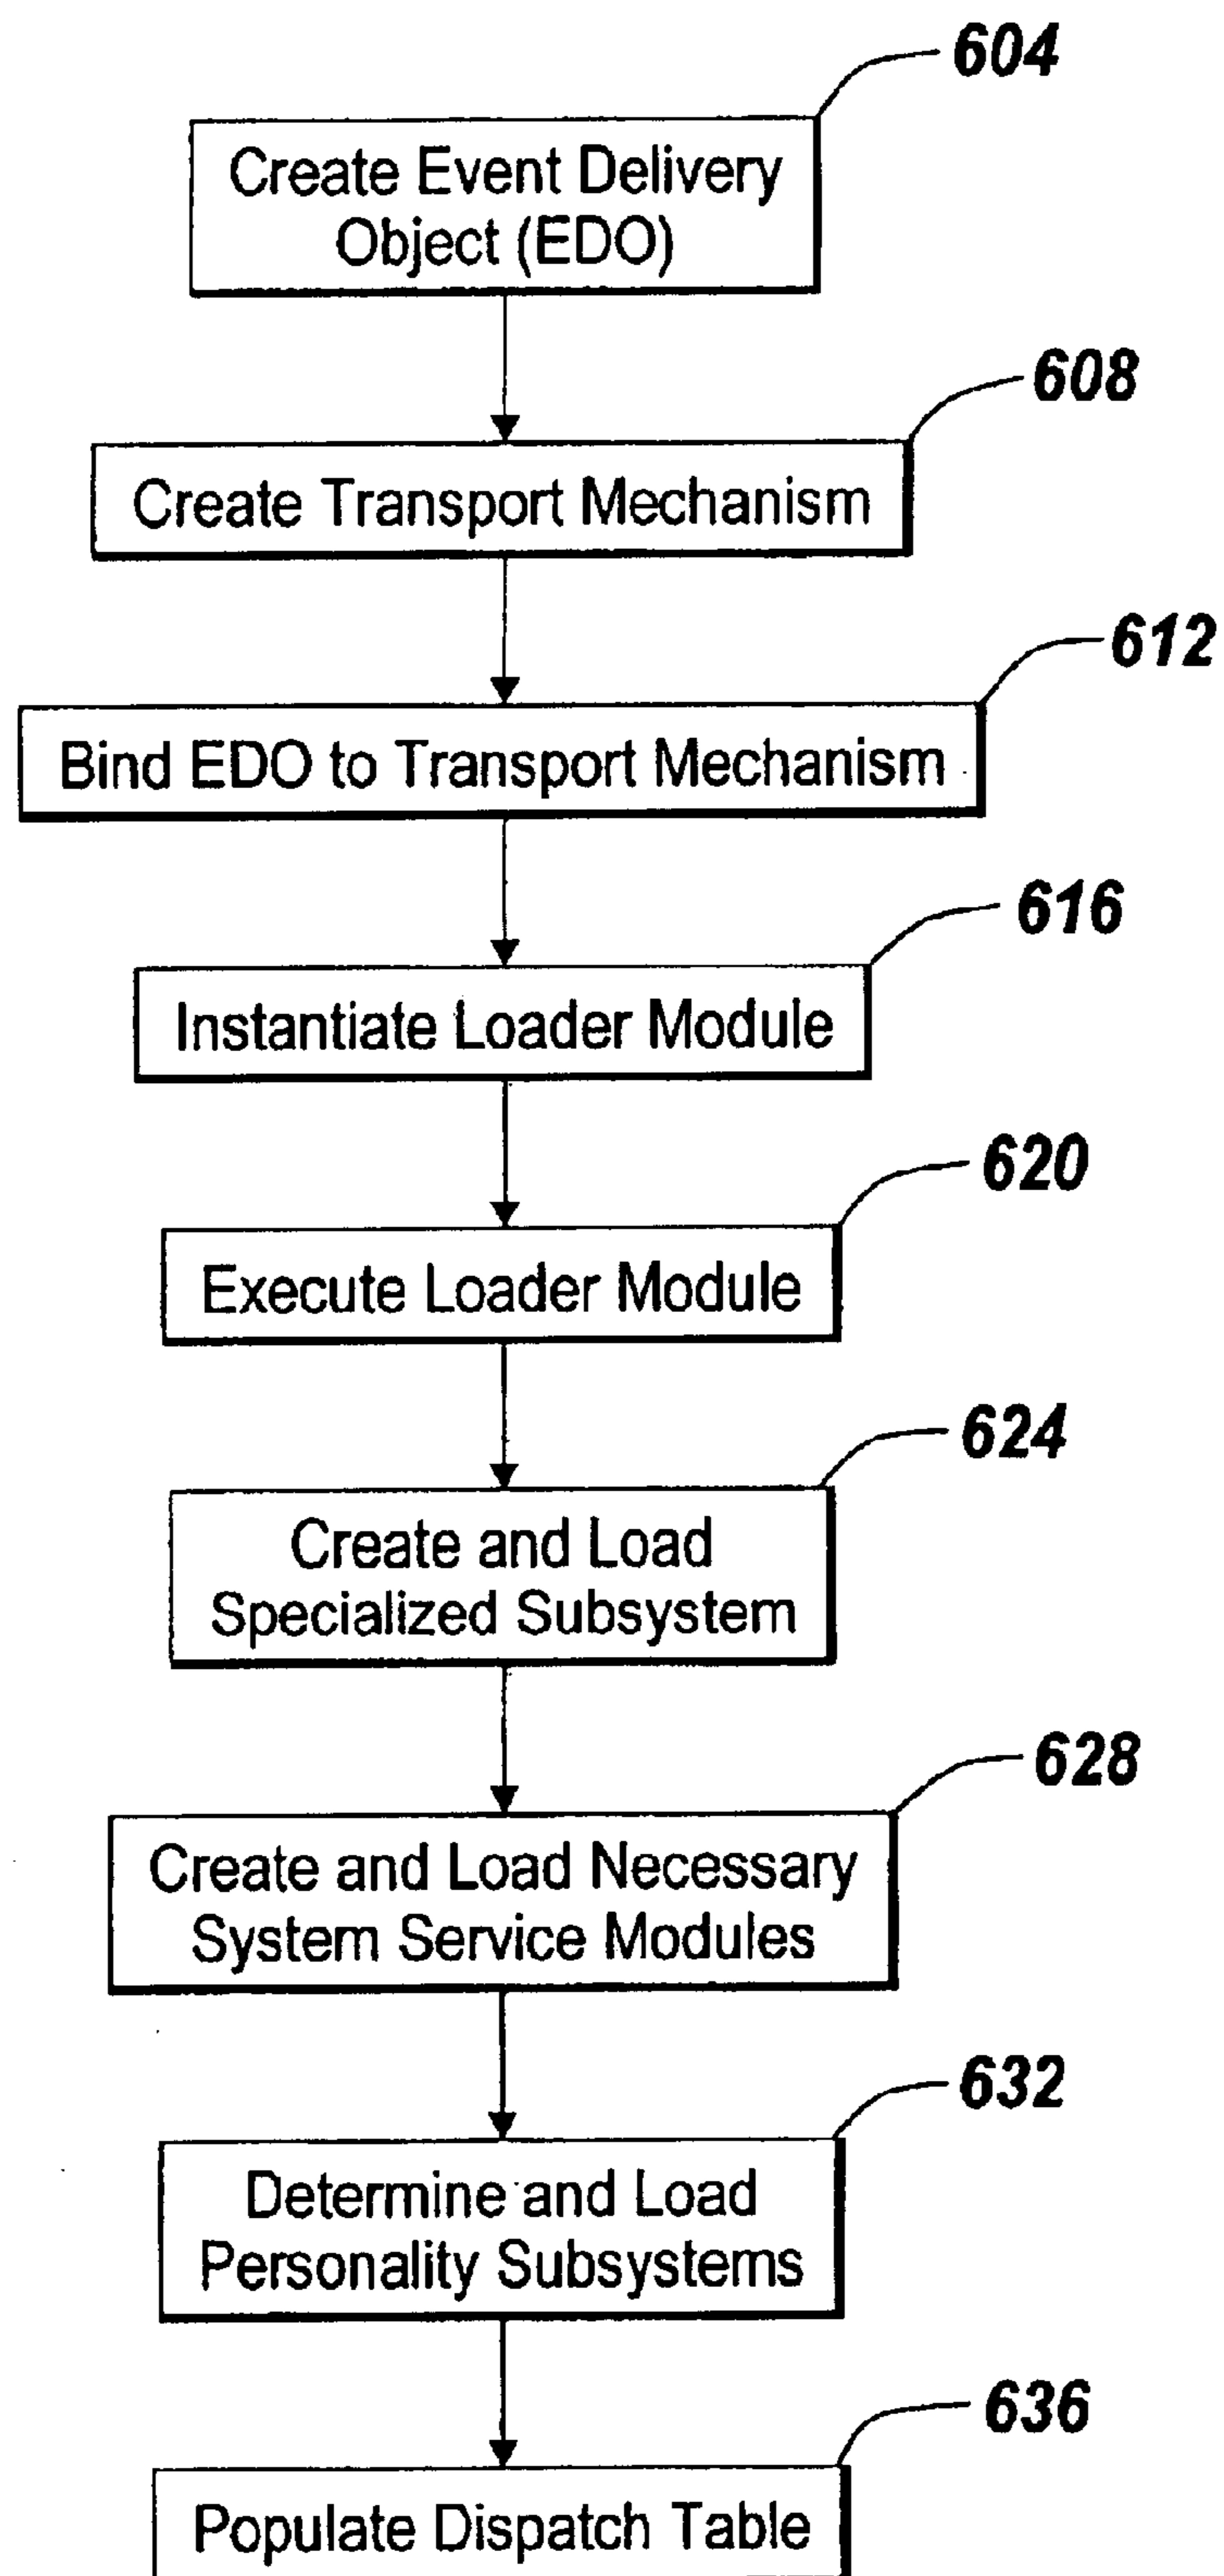 604
Create Event Delivery
Object (EDO)
608
Create Transport Mechanism
612
Bind EDO to Transport Mechanism
616
Instantiate Loader Module
620
Execute Loader Module
624
Create and Load
Specialized Subsystem
628
Create and Load Necessary
System Service Modules
632
Determine and Load
Personality Subsystems
636
Populate Dispatch Table